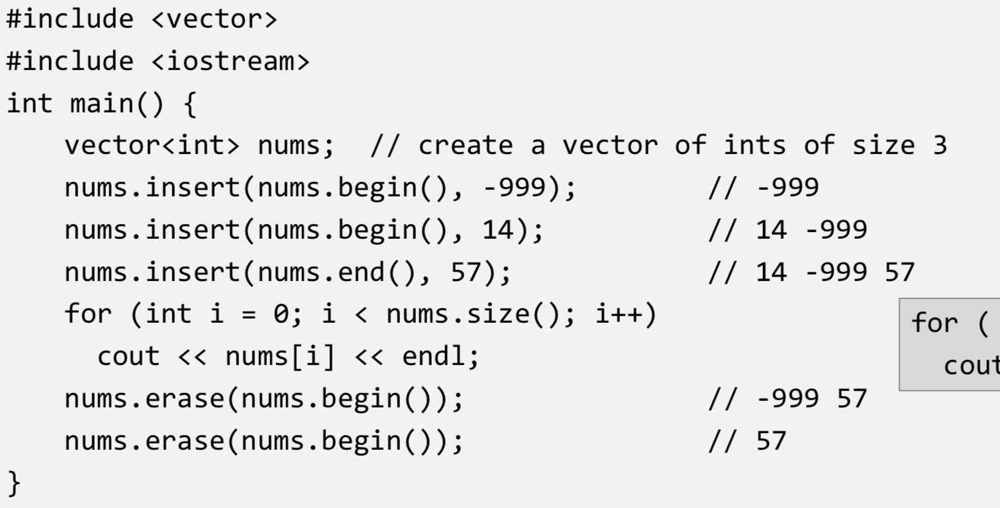 #include <vector>
#include <iostream>
int main() {
    vector<int> nums;  // create a vector of ints of size 3
    nums.insert(nums.begin(), -999);        // -999
    nums.insert(nums.begin(), 14);          // 14 -999
    nums.insert(nums.end(), 57);            // 14 -999 57
    for (int i = 0; i < nums.size(); i++)
      cout << nums[i] << endl;
    nums.erase(nums.begin());               // -999 57
    nums.erase(nums.begin());               // 57
}
for (
  cout